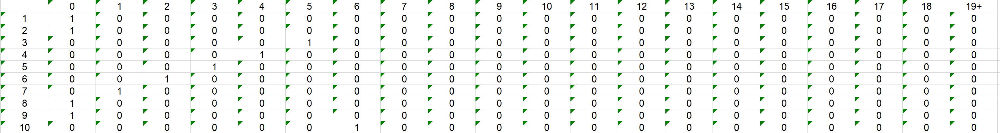 0 1 2 3 4 5 6 7 8 9 10 11 12 13 14 15 16 17 18 19+
1 1 0 0 0 0 0 0 0 0 0 0 0 0 0 0 0 0 0 0 0
2 1 0 0 0 0 0 0 0 0 0 0 0 0 0 0 0 0 0 0 0
3 0 0 0 0 0 1 0 0 0 0 0 0 0 0 0 0 0 0 0 0
4 0 0 0 0 1 0 0 0 0 0 0 0 0 0 0 0 0 0 0 0
5 0 0 0 1 0 0 0 0 0 0 0 0 0 0 0 0 0 0 0 0
6 0 0 1 0 0 0 0 0 0 0 0 0 0 0 0 0 0 0 0 0
7 0 1 0 0 0 0 0 0 0 0 0 0 0 0 0 0 0 0 0 0
8 1 0 0 0 0 0 0 0 0 0 0 0 0 0 0 0 0 0 0 0
9 1 0 0 0 0 0 0 0 0 0 0 0 0 0 0 0 0 0 0 0
10 0 0 0 0 0 0 1 0 0 0 0 0 0 0 0 0 0 0 0 0